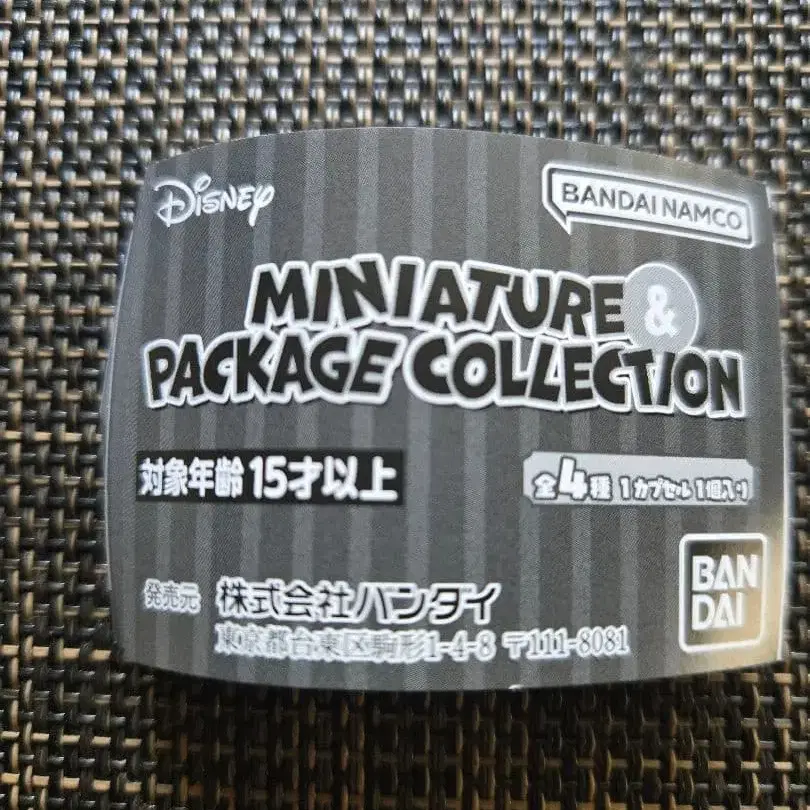 Disney
BANDAI NAMCO
MINIATURE &
PACKAGE COLLECTION
対象年齢 15才以上
全4種 1カプセル1個入り
発売元 株式会社バンダイ
東京都台東区駒形1-4-8 〒111-8081
BAN
DAI